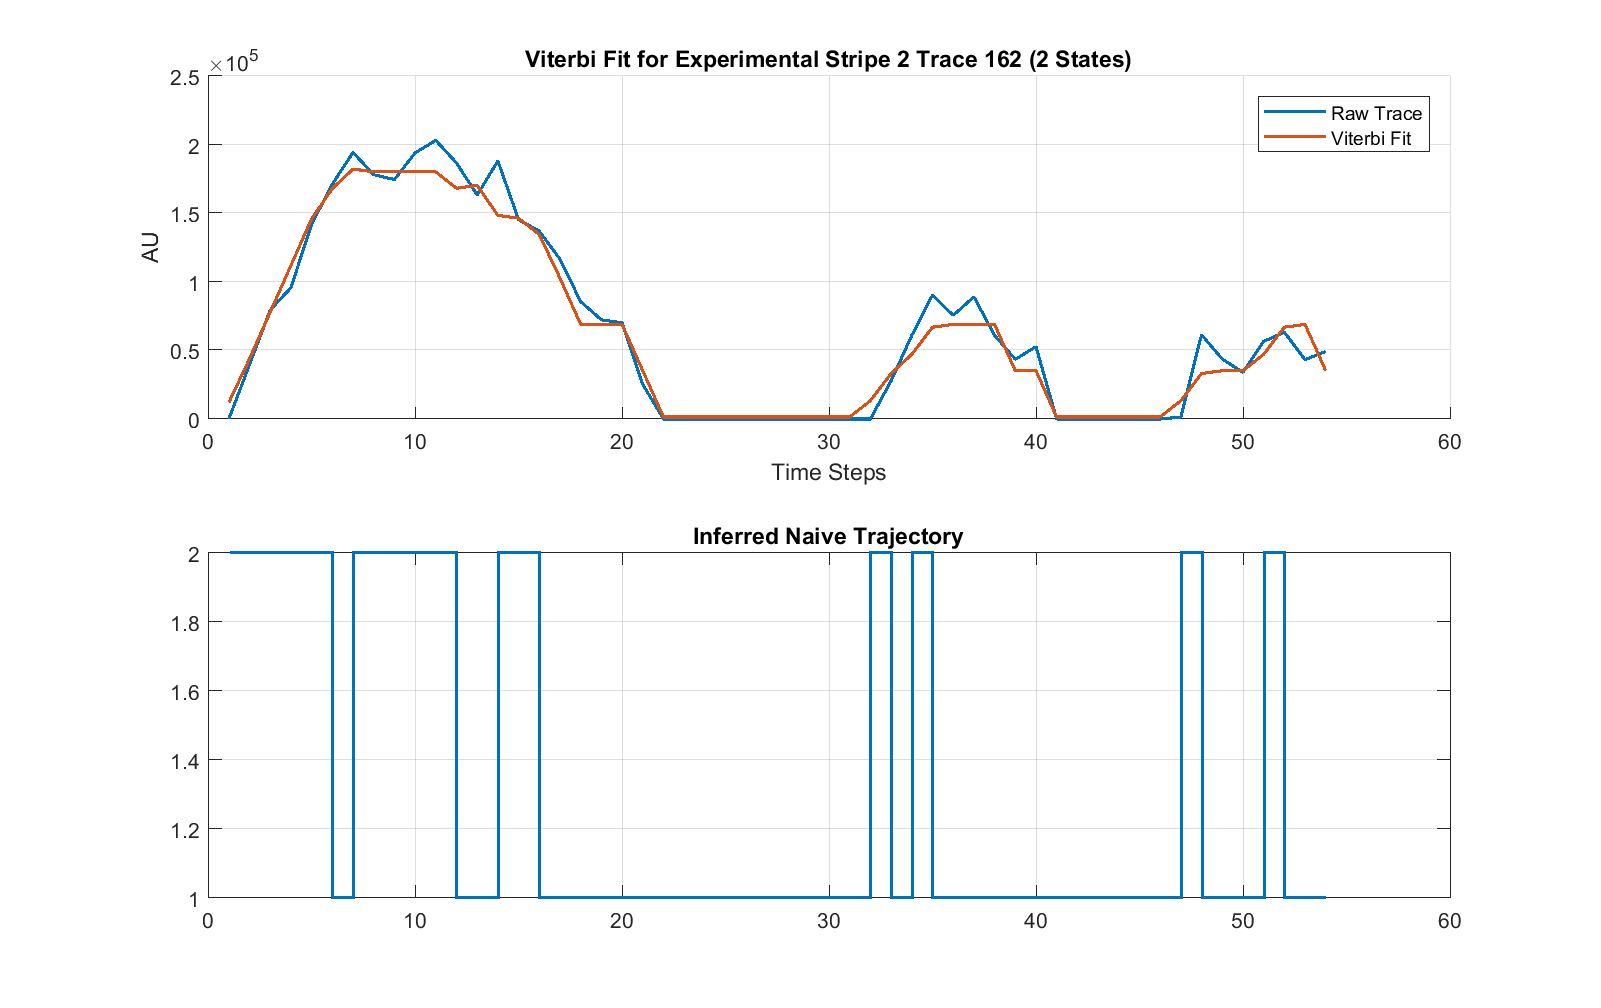 Viterbi Fit for Experimental Stripe 2 Trace 162 (2 States)
×10⁵
2.5
2
1.5
1
0.5
0
AU
Raw Trace
Viterbi Fit
0 10 20 30 40 50 60
Time Steps
Inferred Naive Trajectory
2
1.8
1.6
1.4
1.2
1
0 10 20 30 40 50 60